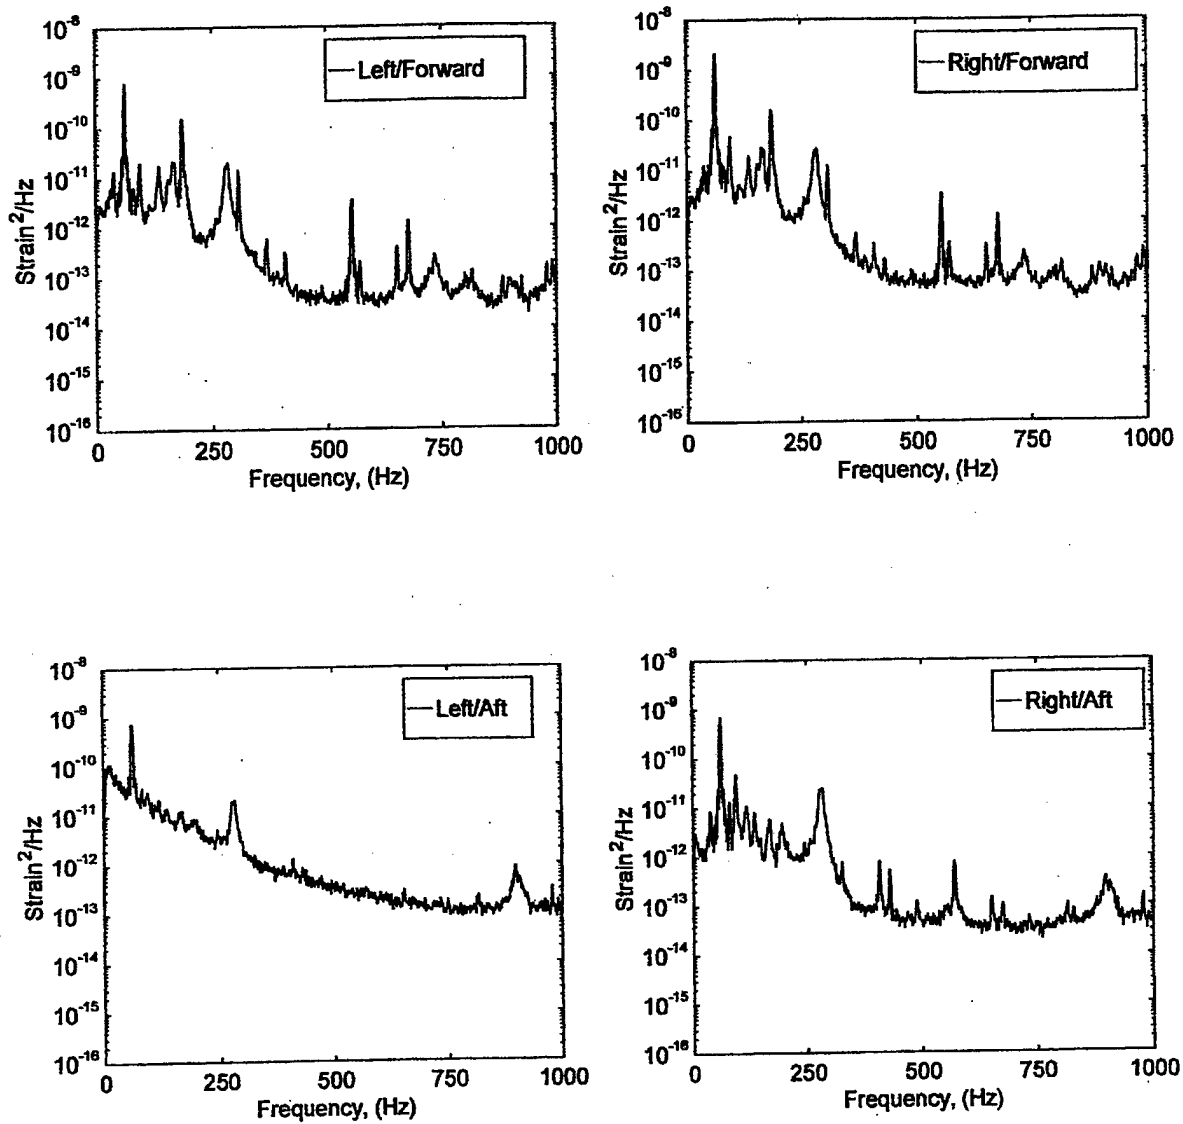 10⁻⁸
10⁻⁹
10⁻¹⁰
10⁻¹¹
10⁻¹²
10⁻¹³
10⁻¹⁴
10⁻¹⁵
10⁻¹⁶
Strain²/Hz
Left/Forward
0 250 500 750 1000
Frequency, (Hz)
10⁻⁸
10⁻⁹
10⁻¹⁰
10⁻¹¹
10⁻¹²
10⁻¹³
10⁻¹⁴
10⁻¹⁵
10⁻¹⁶
Strain²/Hz
Right/Forward
0 250 500 750 1000
Frequency, (Hz)
10⁻⁸
10⁻⁹
10⁻¹⁰
10⁻¹¹
10⁻¹²
10⁻¹³
10⁻¹⁴
10⁻¹⁵
10⁻¹⁶
Strain²/Hz
Left/Aft
0 250 500 750 1000
Frequency, (Hz)
10⁻⁸
10⁻⁹
10⁻¹⁰
10⁻¹¹
10⁻¹²
10⁻¹³
10⁻¹⁴
10⁻¹⁵
10⁻¹⁶
Strain²/Hz
Right/Aft
0 250 500 750 1000
Frequency, (Hz)